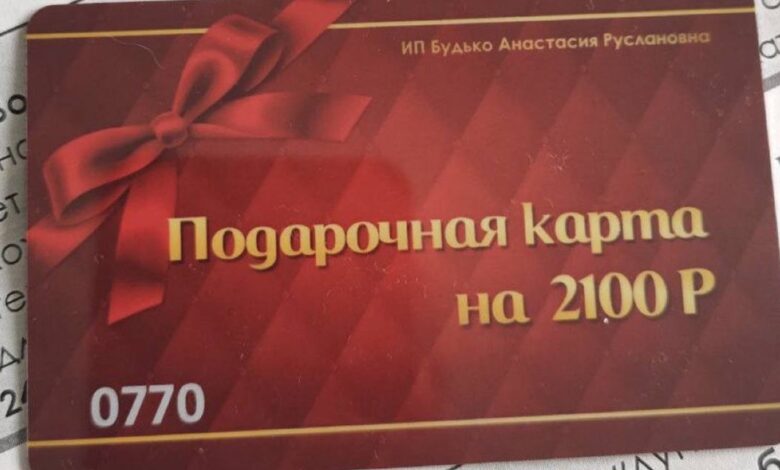 ИП Будько Анастасия Руслановна
Подарочная карта
на 2100 Р
0770